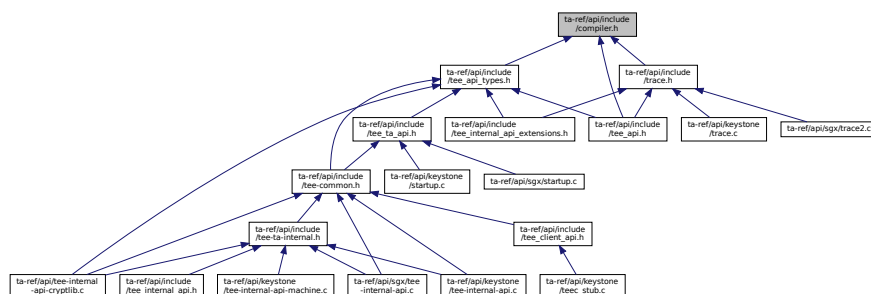 ta-ref/api/include
/compiler.h
ta-ref/api/include
/tee_api_types.h
ta-ref/api/include
/trace.h
ta-ref/api/include
/tee_ta_api.h
ta-ref/api/include
/tee_internal_api_extensions.h
ta-ref/api/include
/tee_api.h
ta-ref/api/keystone
/trace.c
ta-ref/api/sgx/trace2.c
ta-ref/api/include
/tee-common.h
ta-ref/api/keystone
/startup.c
ta-ref/api/sgx/startup.c
ta-ref/api/include
/tee-ta-internal.h
ta-ref/api/include
/tee_client_api.h
ta-ref/api/tee-internal
-api-cryptlib.c
ta-ref/api/include
/tee_internal_api.h
ta-ref/api/keystone
/tee-internal-api-machine.c
ta-ref/api/sgx/tee
-internal-api.c
ta-ref/api/keystone
/tee-internal-api.c
ta-ref/api/keystone
/teec_stub.c